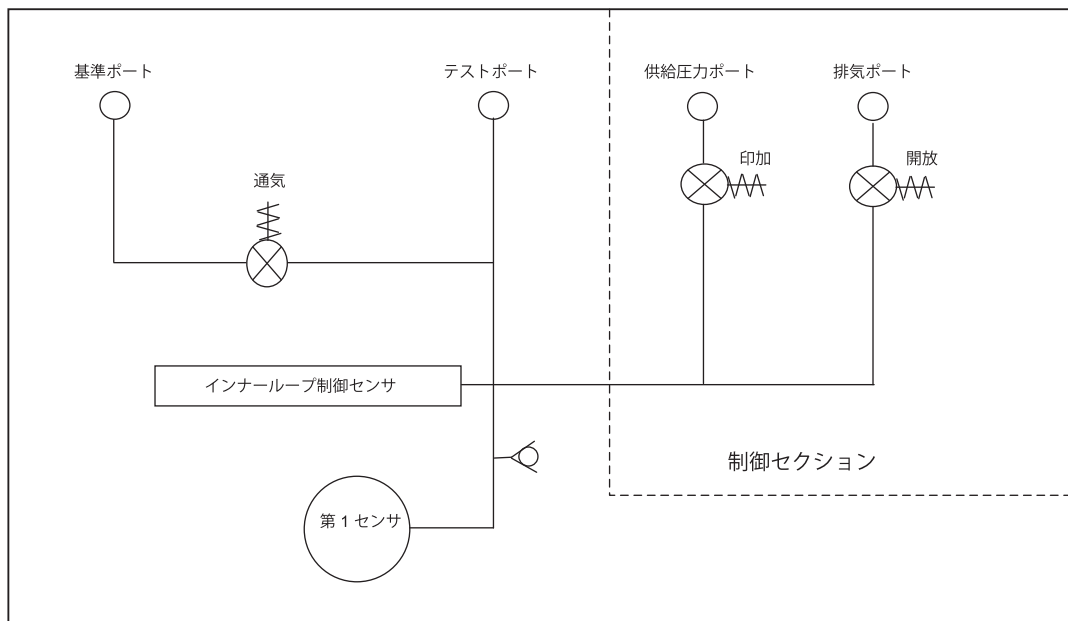 基準ポート
テストポート
供給圧力ポート
排気ポート
印加
開放
通気
インナーループ制御センサ
制御セクション
第 1 センサ